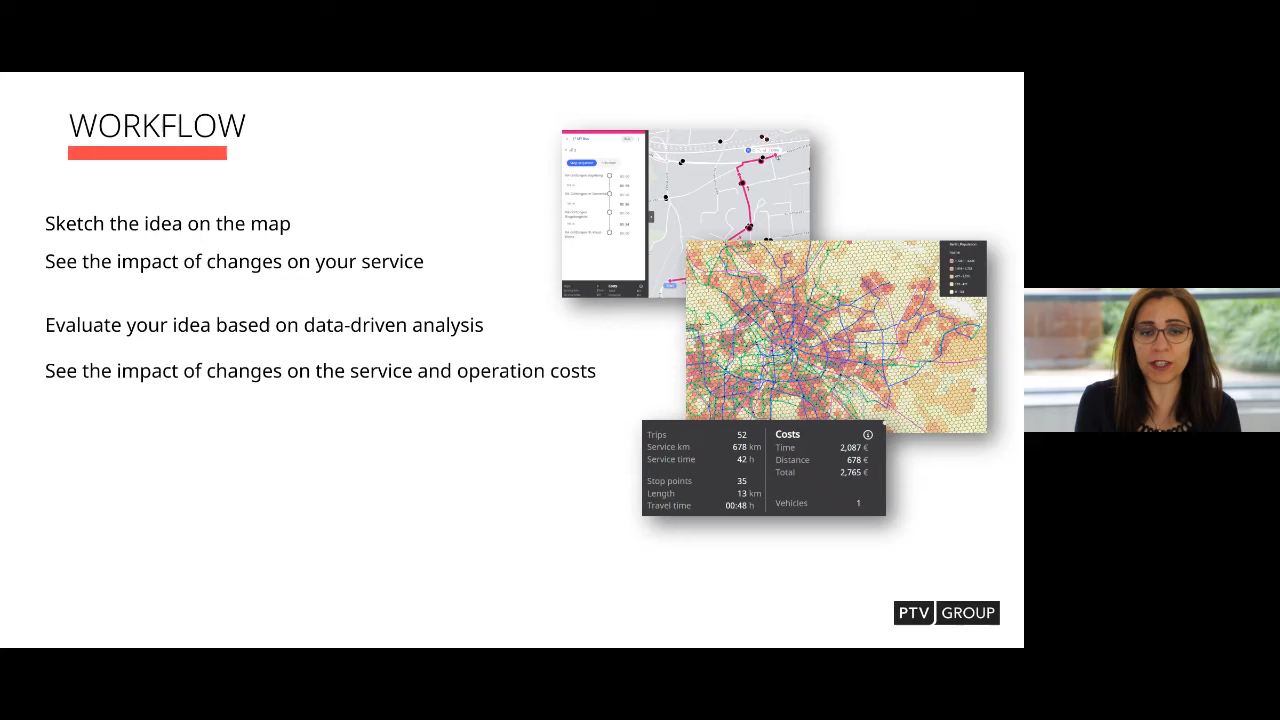 WORKFLOW
Sketch the idea on the map
See the impact of changes on your service
Evaluate your idea based on data-driven analysis
See the impact of changes on the service and operation costs
Trips 52
Service km 678 km
Service time 42 h
Stop points 35
Length 13 km
Travel time 00:48 h
Costs
Time 2,087 €
Distance 678 €
Total 2,765 €
Vehicles 1
PTV GROUP